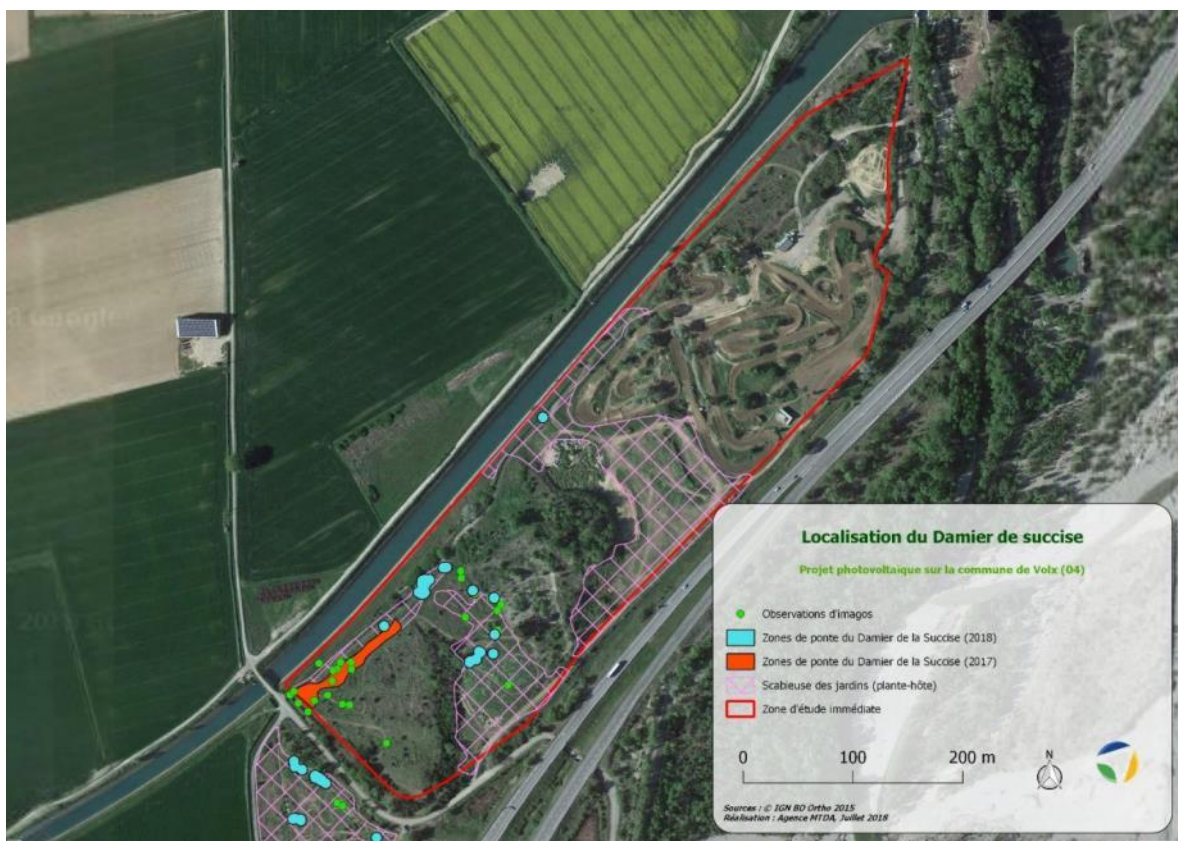 Google
Localisation du Damier de succise
Projet photovoltaïque sur la commune de Volx (04)
Observations d'imagos
Zones de ponte du Damier de la Succise (2018)
Zones de ponte du Damier de la Succise (2017)
Scabieuse des jardins (plante-hôte)
Zone d'étude immédiate
0 100 200 m
N
Sources : © IGN BD Ortho 2015
Réalisation : Agence MTDA, Juillet 2018